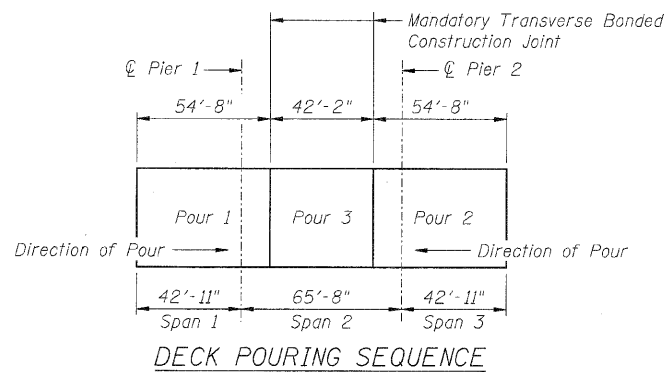 Mandatory Transverse Bonded
Construction Joint
℄ Pier 1
℄ Pier 2
54'-8" 42'-2" 54'-8"
Pour 1 Pour 3 Pour 2
Direction of Pour
Direction of Pour
42'-11" 65'-8" 42'-11"
Span 1 Span 2 Span 3
DECK POURING SEQUENCE